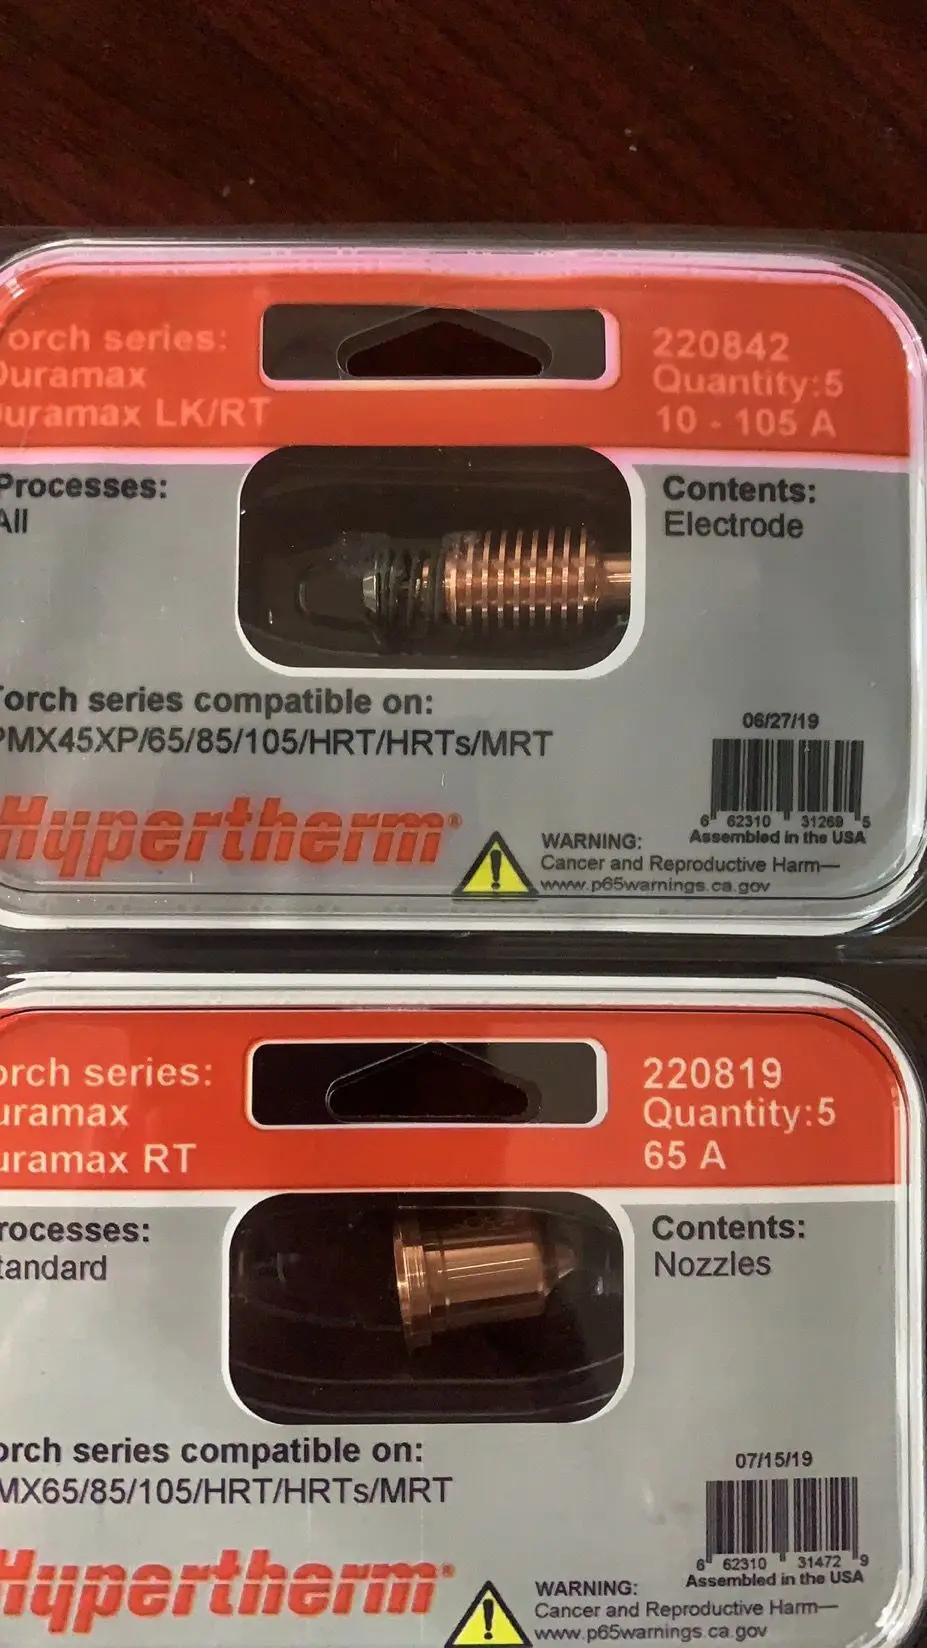 orch series:
Duramax
uramax LK/RT
220842
Quantity:5
10 - 105 A
Processes:
All
Contents:
Electrode
orch series compatible on:
PMX45XP/65/85/105/HRT/HRTs/MRT
06/27/19
6 62310 31269 5
Assembled in the USA
Hypertherm®
WARNING:
Cancer and Reproductive Harm—
www.p65warnings.ca.gov
orch series:
uramax
uramax RT
220819
Quantity:5
65 A
rocesses:
tandard
Contents:
Nozzles
orch series compatible on:
MX65/85/105/HRT/HRTs/MRT
07/15/19
6 62310 31472 9
Assembled in the USA
Hypertherm®
WARNING:
Cancer and Reproductive Harm—
www.p65warnings.ca.gov